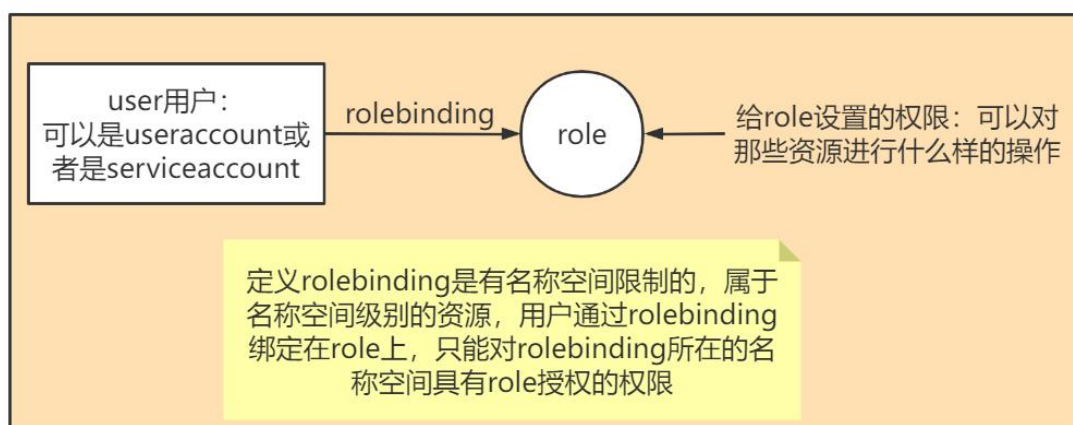 user用户：
可以是useraccount或
者是serviceaccount
rolebinding
role
给role设置的权限：可以对
那些资源进行什么样的操作
定义rolebinding是有名称空间限制的，属于
名称空间级别的资源，用户通过rolebinding
绑定在role上，只能对rolebinding所在的名
称空间具有role授权的权限